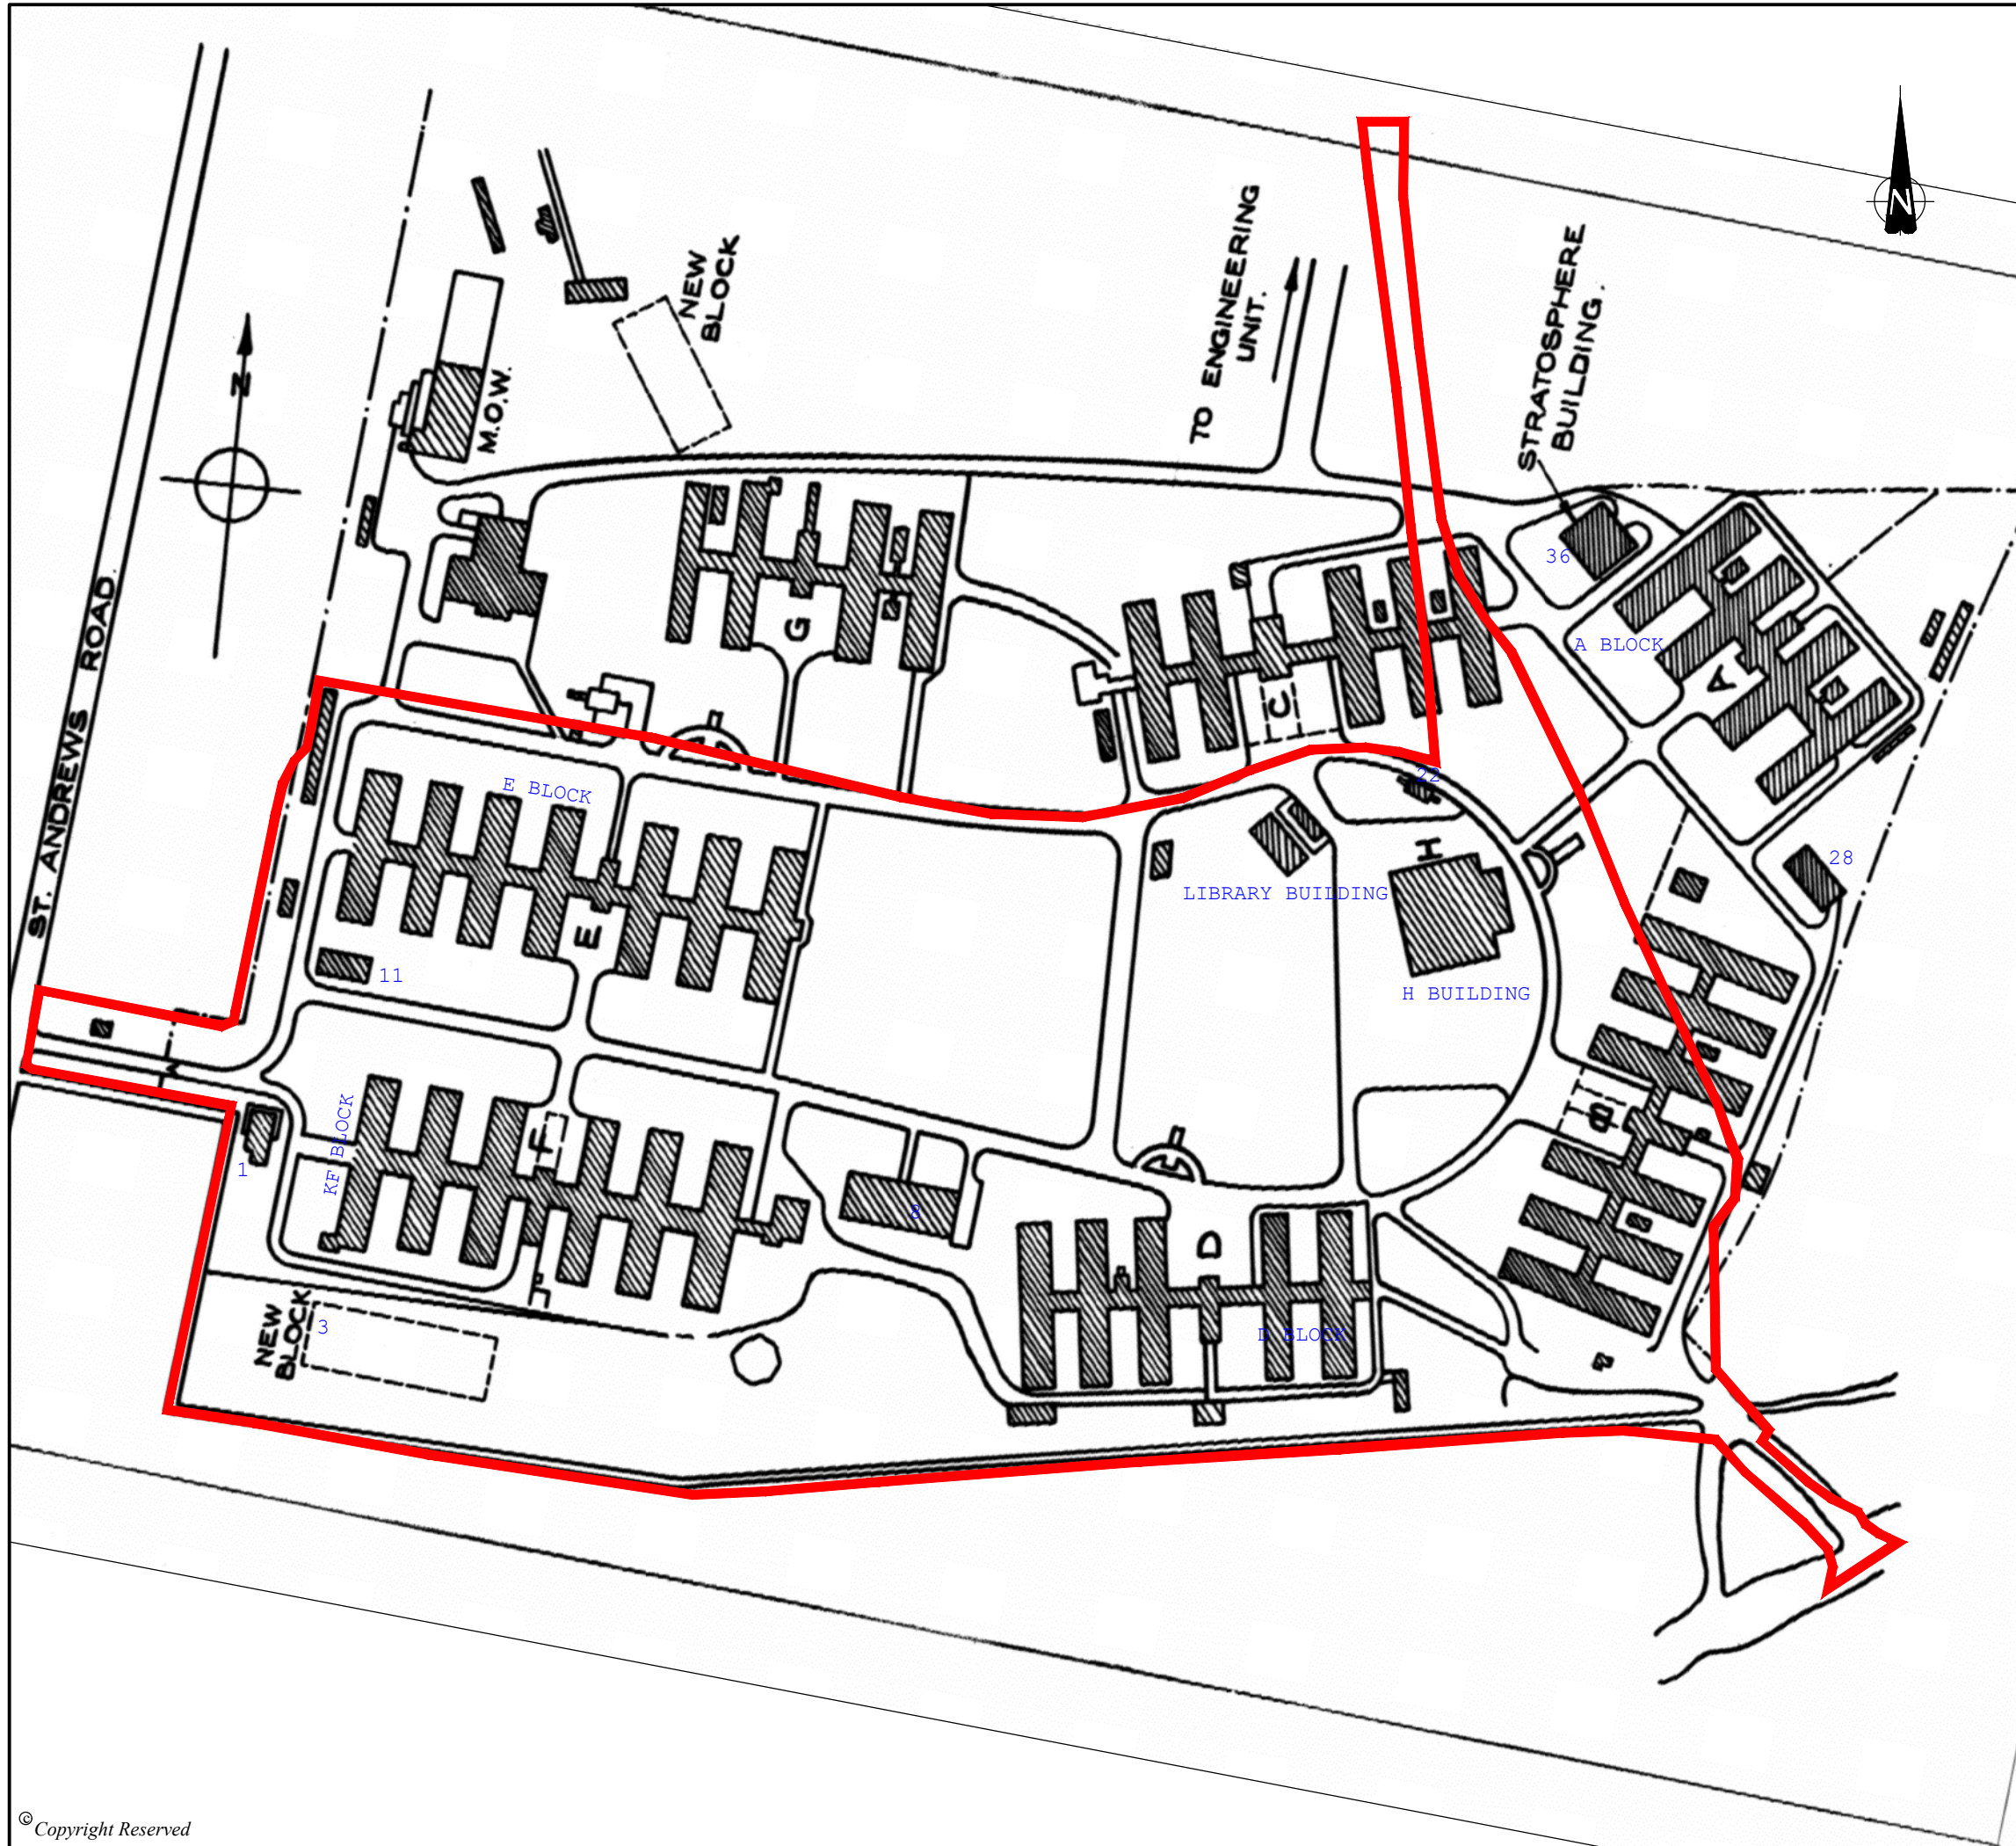 N
N
NEW
BLOCK
TO ENGINEERING
UNIT.
STRATOSPHERE
BUILDING.
M.O.W.
ST. ANDREWS ROAD.
36
G
A BLOCK
A
C
22
E BLOCK
H
28
LIBRARY BUILDING
E
11
H BUILDING
KF BLOCK
F
B
1
8
D
NEW
BLOCK
3
D BLOCK
© Copyright Reserved